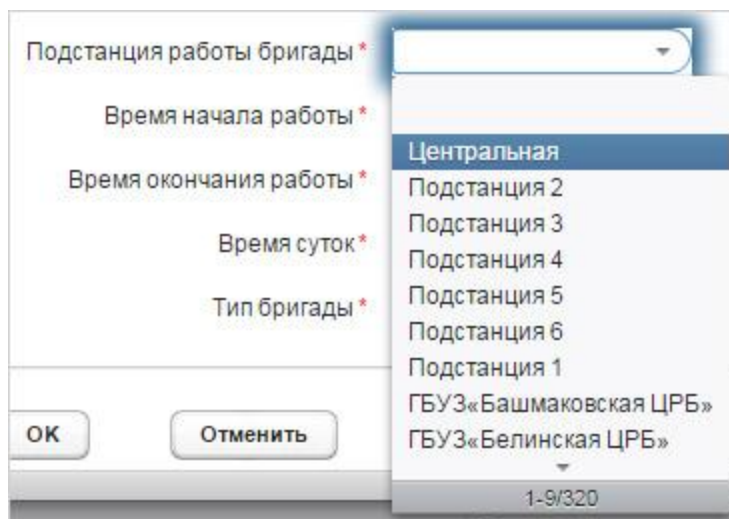 Подстанция работы бригады *
Время начала работы *
Время окончания работы *
Время суток *
Тип бригады *
Центральная
Подстанция 2
Подстанция 3
Подстанция 4
Подстанция 5
Подстанция 6
Подстанция 1
ГБУЗ«Башмаковская ЦРБ»
ГБУЗ«Белинская ЦРБ»
1-9/320
ОК
Отменить